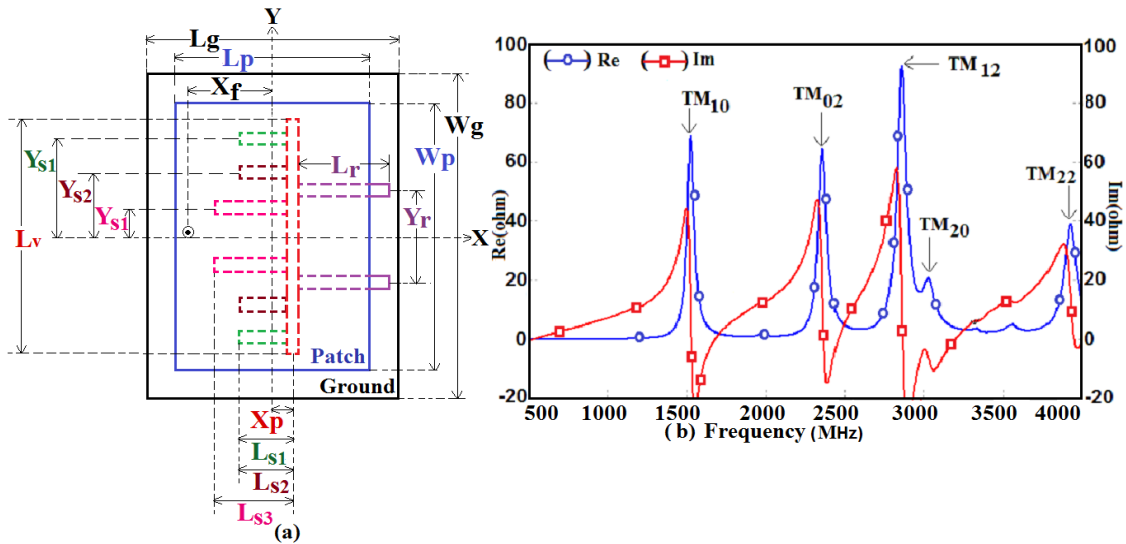 Y
Lg
Lp
Xf
Wg
Wp
Ys1
Ys2
Ys1
Lr
Yr
Lv
X
Patch
Ground
Xp
Ls1
Ls2
Ls3
(a)
100
80
60
40
20
0
-20
Re(ohm)
Re Im
TM10
TM02
TM12
TM20
TM22
100
80
60
40
20
0
-20
Im(ohm)
500 1000 1500 2000 2500 3000 3500 4000
(b) Frequency (MHz)